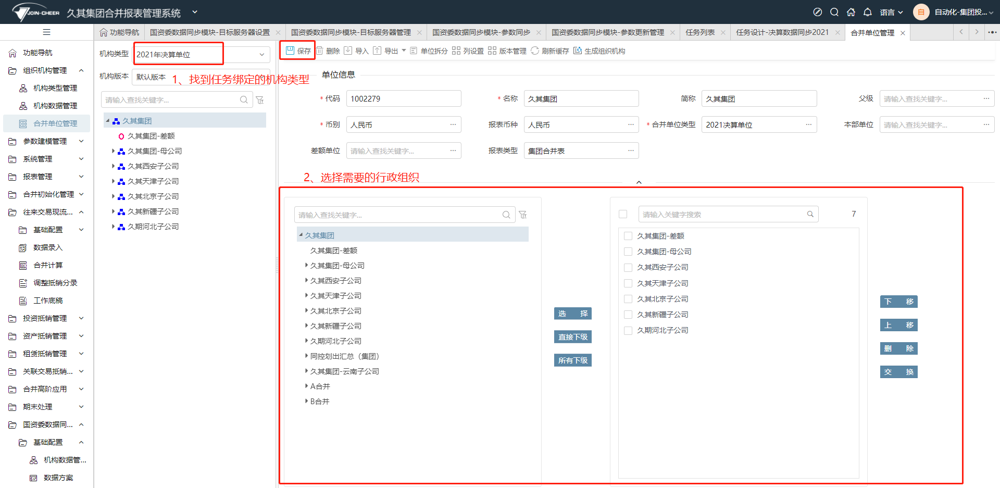 JOIN-CHEER 久其集团合并报表管理系统
语言
自
自动化-集团投...
功能导航
国资委数据同步模块-目标服务器设置
国资委数据同步模块-目标服务器管理
国资委数据同步模块-参数同步
国资委数据同步模块-参数更新管理
任务列表
任务设计-决算数据同步2021
合并单位管理
功能导航
组织机构管理
机构类型管理
机构数据管理
合并单位管理
参数建模管理
系统管理
报表管理
合并初始化管理
往来交易现流...
基础配置
数据录入
合并计算
调整抵销分录
工作底稿
投资抵销管理
资产抵销管理
租赁抵销管理
关联交易抵销...
合并高阶应用
期末处理
国资委数据同...
基础配置
机构数据管...
数据方案
机构类型 2021年决算单位
机构版本 默认版本
1、找到任务绑定的机构类型
请输入查找关键字...
久其集团
久其集团-差额
久其集团-母公司
久其西安子公司
久其天津子公司
久其北京子公司
久其新疆子公司
久期河北子公司
保存 删除 导入 导出 单位拆分 列设置 版本管理 刷新缓存 生成组织机构
单位信息
* 代码 1002279
* 名称 久其集团
简称 久其集团
父级 请输入查找关键字... ...
* 币别 人民币 ...
报表币种 人民币 ...
* 合并单位类型 2021决算单位 ...
本部单位 请输入查找关键字... ...
差额单位 请输入查找关键字... ...
报表类型 集团合并表 ...
2、选择需要的行政组织
请输入查找关键字...
久其集团
久其集团-差额
久其集团-母公司
久其西安子公司
久其天津子公司
久其北京子公司
久其新疆子公司
久期河北子公司
同控划出汇总（集团）
久其集团-云南子公司
A合并
B合并
选 择
直接下级
所有下级
请输入关键字搜索
7
久其集团-差额
久其集团-母公司
久其西安子公司
久其天津子公司
久其北京子公司
久其新疆子公司
久期河北子公司
下 移
上 移
删 除
交 换